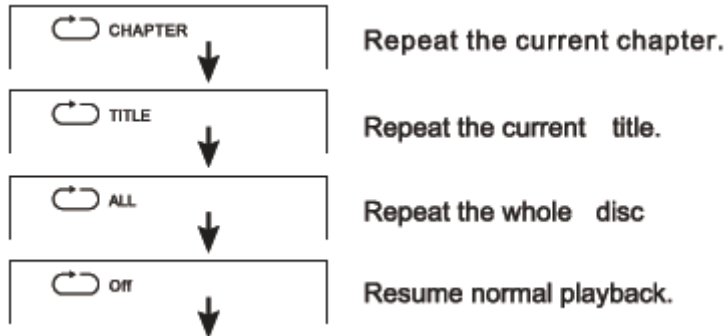 CHAPTER Repeat the current chapter.
TITLE Repeat the current title.
ALL Repeat the whole disc
Off Resume normal playback.